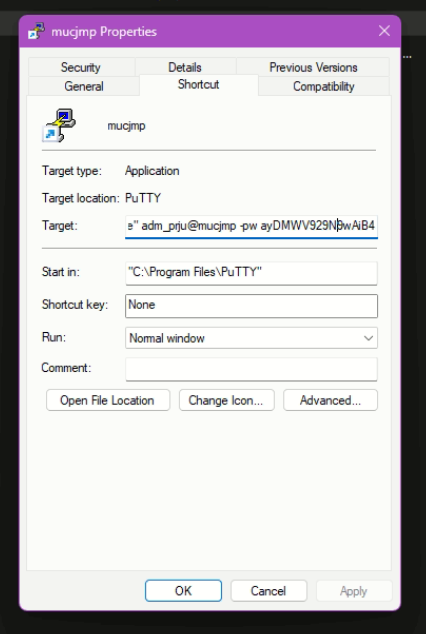 mucjmp Properties
Security Details Previous Versions
General Shortcut Compatibility
mucjmp
Target type: Application
Target location: PuTTY
Target: e" adm_prju@mucjmp -pw
Start in: "C:\Program Files\PuTTY"
Shortcut key: None
Run: Normal window
Comment:
Open File Location Change Icon... Advanced...
OK Cancel Apply